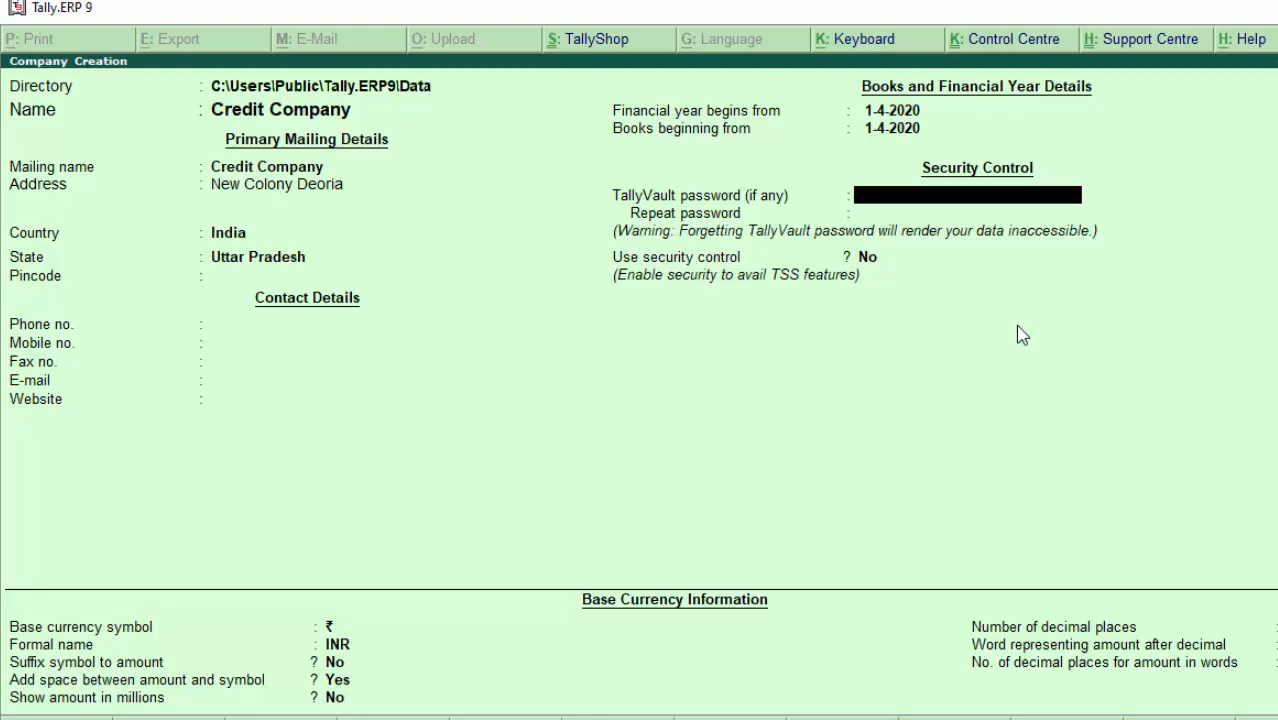 Tally.ERP 9
P: Print E: Export M: E-Mail O: Upload S: TallyShop G: Language K: Keyboard K: Control Centre H: Support Centre H: Help
Company Creation
Directory : C:\Users\Public\Tally.ERP9\Data
Name : Credit Company
Primary Mailing Details
Mailing name : Credit Company
Address : New Colony Deoria
Country : India
State : Uttar Pradesh
Pincode :
Contact Details
Phone no. :
Mobile no. :
Fax no. :
E-mail :
Website :
Books and Financial Year Details
Financial year begins from : 1-4-2020
Books beginning from : 1-4-2020
Security Control
TallyVault password (if any) :
Repeat password :
(Warning: Forgetting TallyVault password will render your data inaccessible.)
Use security control ? No
(Enable security to avail TSS features)
Base Currency Information
Base currency symbol : ₹
Formal name : INR
Suffix symbol to amount ? No
Add space between amount and symbol ? Yes
Show amount in millions ? No
Number of decimal places :
Word representing amount after decimal :
No. of decimal places for amount in words :